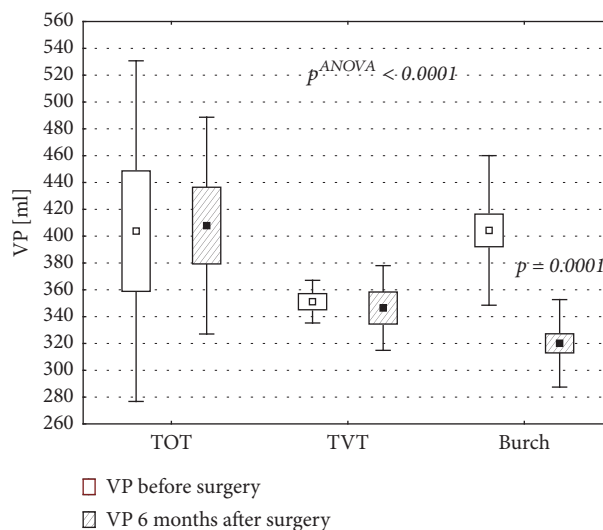 560
540
520
500
480
460
440
420
400
380
360
340
320
300
280
260
VP [ml]
p^ANOVA < 0.0001
p = 0.0001
TOT TVT Burch
VP before surgery
VP 6 months after surgery